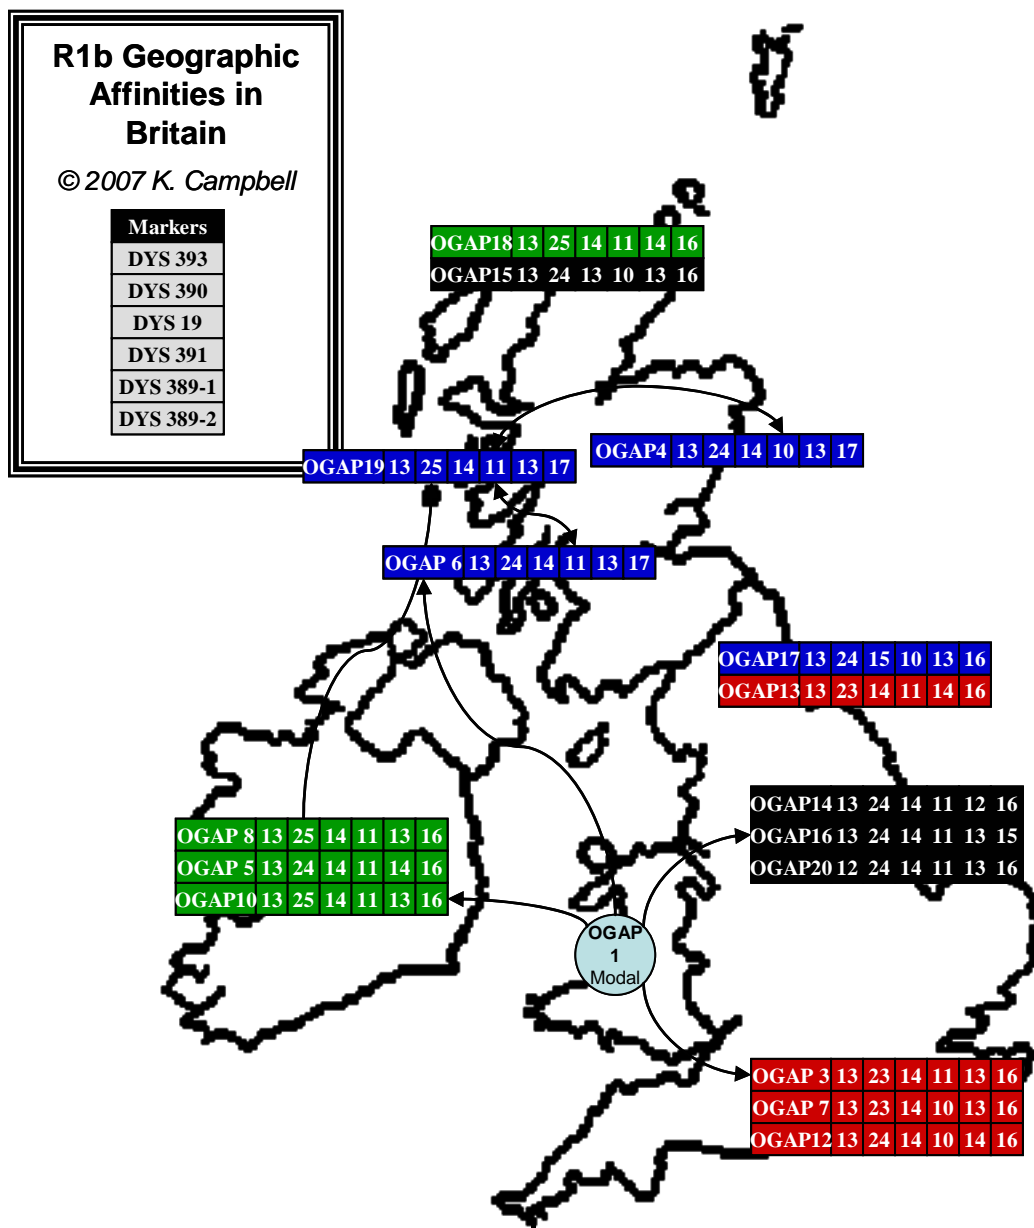 R1b Geographic
Affinities in
Britain
© 2007 K. Campbell
Markers
DYS 393
DYS 390
DYS 19
DYS 391
DYS 389-1
DYS 389-2
OGAP18 13 25 14 11 14 16
OGAP15 13 24 13 10 13 16
OGAP4 13 24 14 10 13 17
OGAP19 13 25 14 11 13 17
OGAP 6 13 24 14 11 13 17
OGAP17 13 24 15 10 13 16
OGAP13 13 23 14 11 14 16
OGAP14 13 24 14 11 12 16
OGAP16 13 24 14 11 13 15
OGAP20 12 24 14 11 13 16
OGAP 8 13 25 14 11 13 16
OGAP 5 13 24 14 11 14 16
OGAP10 13 25 14 11 13 16
OGAP
1
Modal
OGAP 3 13 23 14 11 13 16
OGAP 7 13 23 14 10 13 16
OGAP12 13 24 14 10 14 16